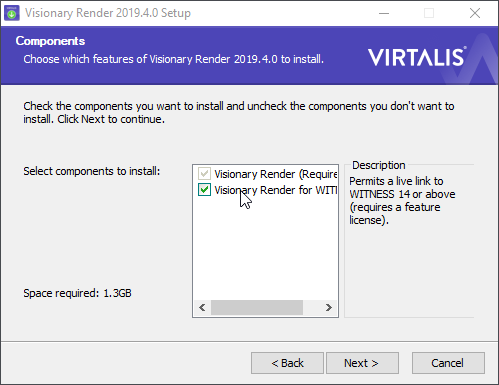 Visionary Render 2019.4.0 Setup
Components
Choose which features of Visionary Render 2019.4.0 to install.
VIRTALIS
Check the components you want to install and uncheck the components you don't want to
install. Click Next to continue.
Select components to install:
Visionary Render (Require
Visionary Render for WIT
Description
Permits a live link to
WITNESS 14 or above
(requires a feature
license).
Space required: 1.3GB
< Back
Next >
Cancel